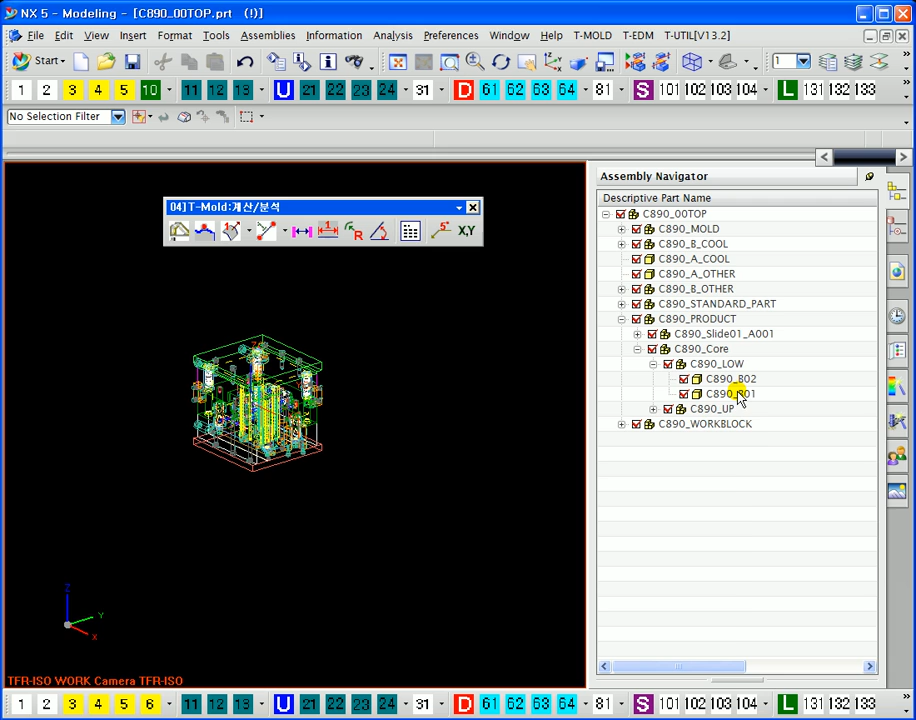 NX 5 - Modeling - [C890_00TOP.prt (!)]
File Edit View Insert Format Tools Assemblies Information Analysis Preferences Window Help T-MOLD T-EDM T-UTIL[V13.2]
Start 1
1 2 3 4 5 10 11 12 13 U 21 22 23 24 31 D 61 62 63 64 81 S 101 102 103 104 L 131 132 133
No Selection Filter
Assembly Navigator
Descriptive Part Name
04]T-Mold:계산/분석
X,Y
C890_00TOP
C890_MOLD
C890_B_COOL
C890_A_COOL
C890_A_OTHER
C890_B_OTHER
C890_STANDARD_PART
C890_PRODUCT
C890_Slide01_A001
C890_Core
C890_LOW
C890_B02
C890_UP
C890_WORKBLOCK
Z
Y
X
TFR-ISO WORK Camera TFR-ISO
1 2 3 4 5 6 11 12 13 U 21 22 23 24 31 D 61 62 63 64 81 S 101 102 103 104 L 131 132 133